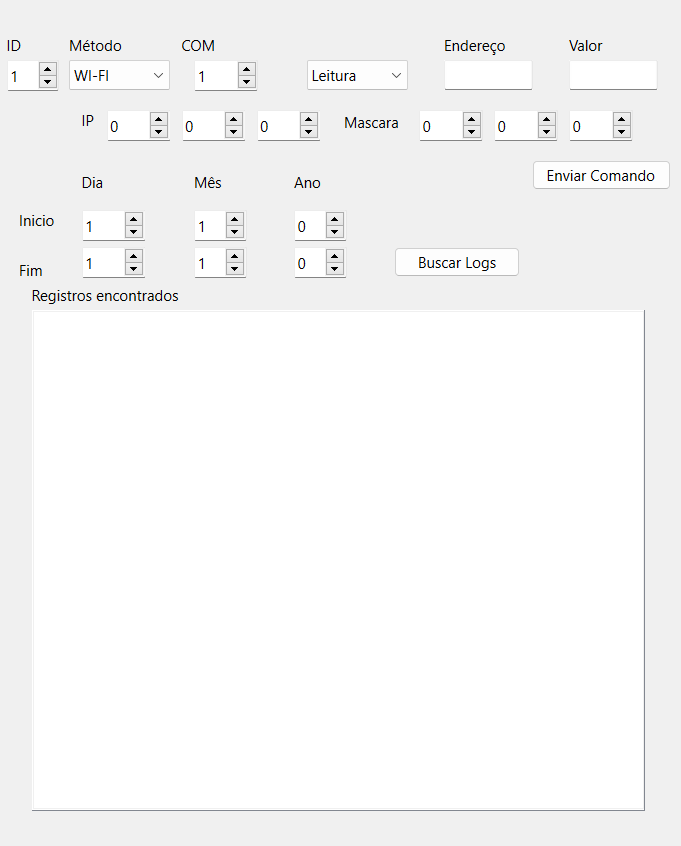 ID Método COM Endereço Valor
1 WI-FI 1 Leitura
IP 0 0 0 Mascara 0 0 0
Enviar Comando
Dia Mês Ano
Inicio 1 1 0
Fim 1 1 0 Buscar Logs
Registros encontrados